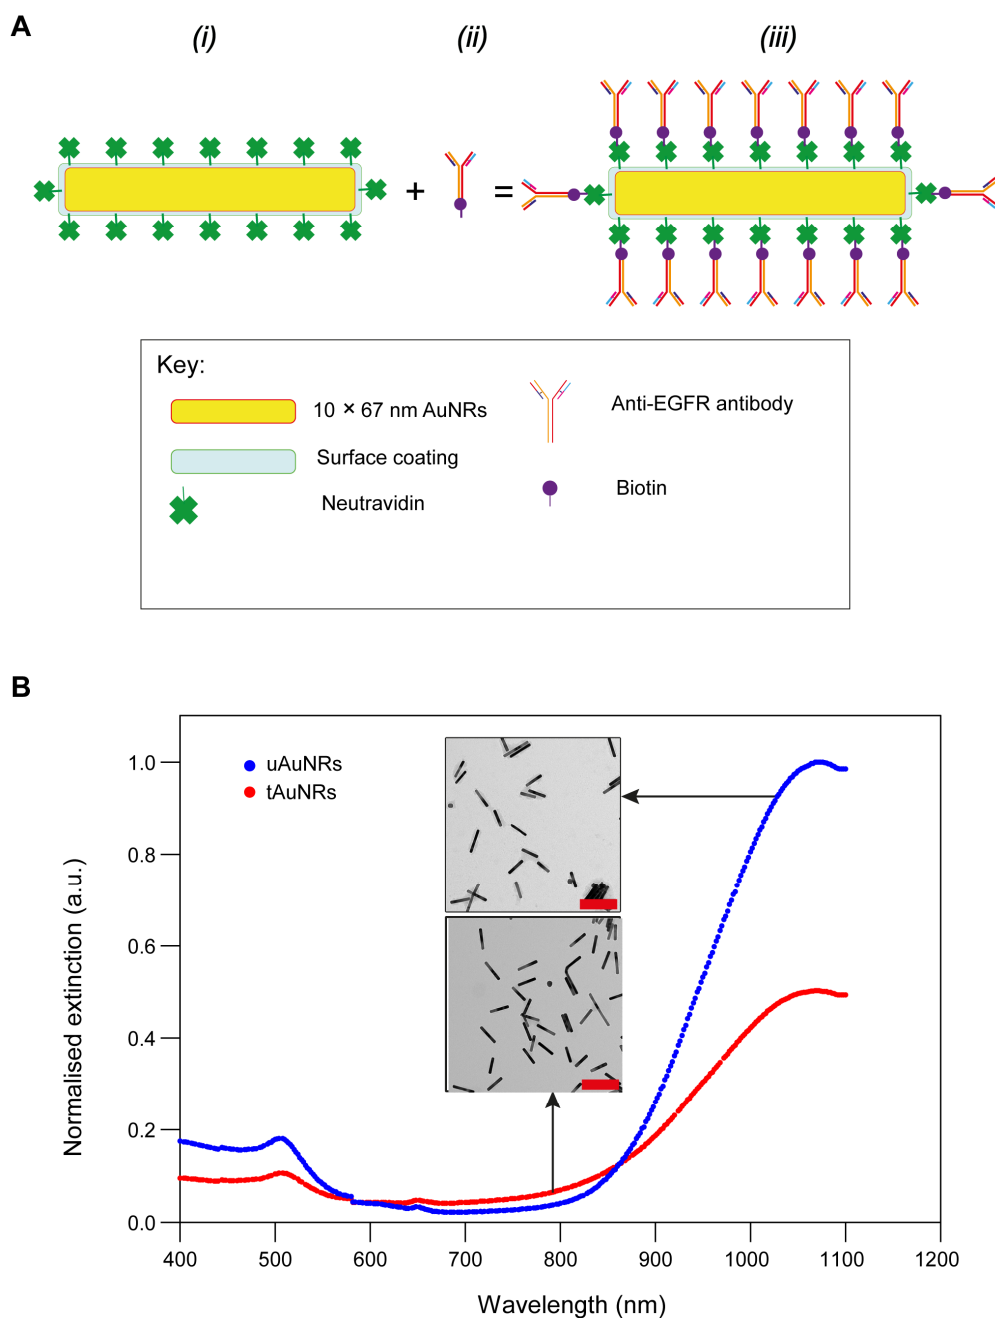 A
(i) (ii) (iii)
+ =
Key:
10 × 67 nm AuNRs
Surface coating
Neutravidin
Anti-EGFR antibody
Biotin
B
uAuNRs
tAuNRs
Normalised extinction (a.u.)
1.0
0.8
0.6
0.4
0.2
0.0
400 500 600 700 800 900 1000 1100 1200
Wavelength (nm)